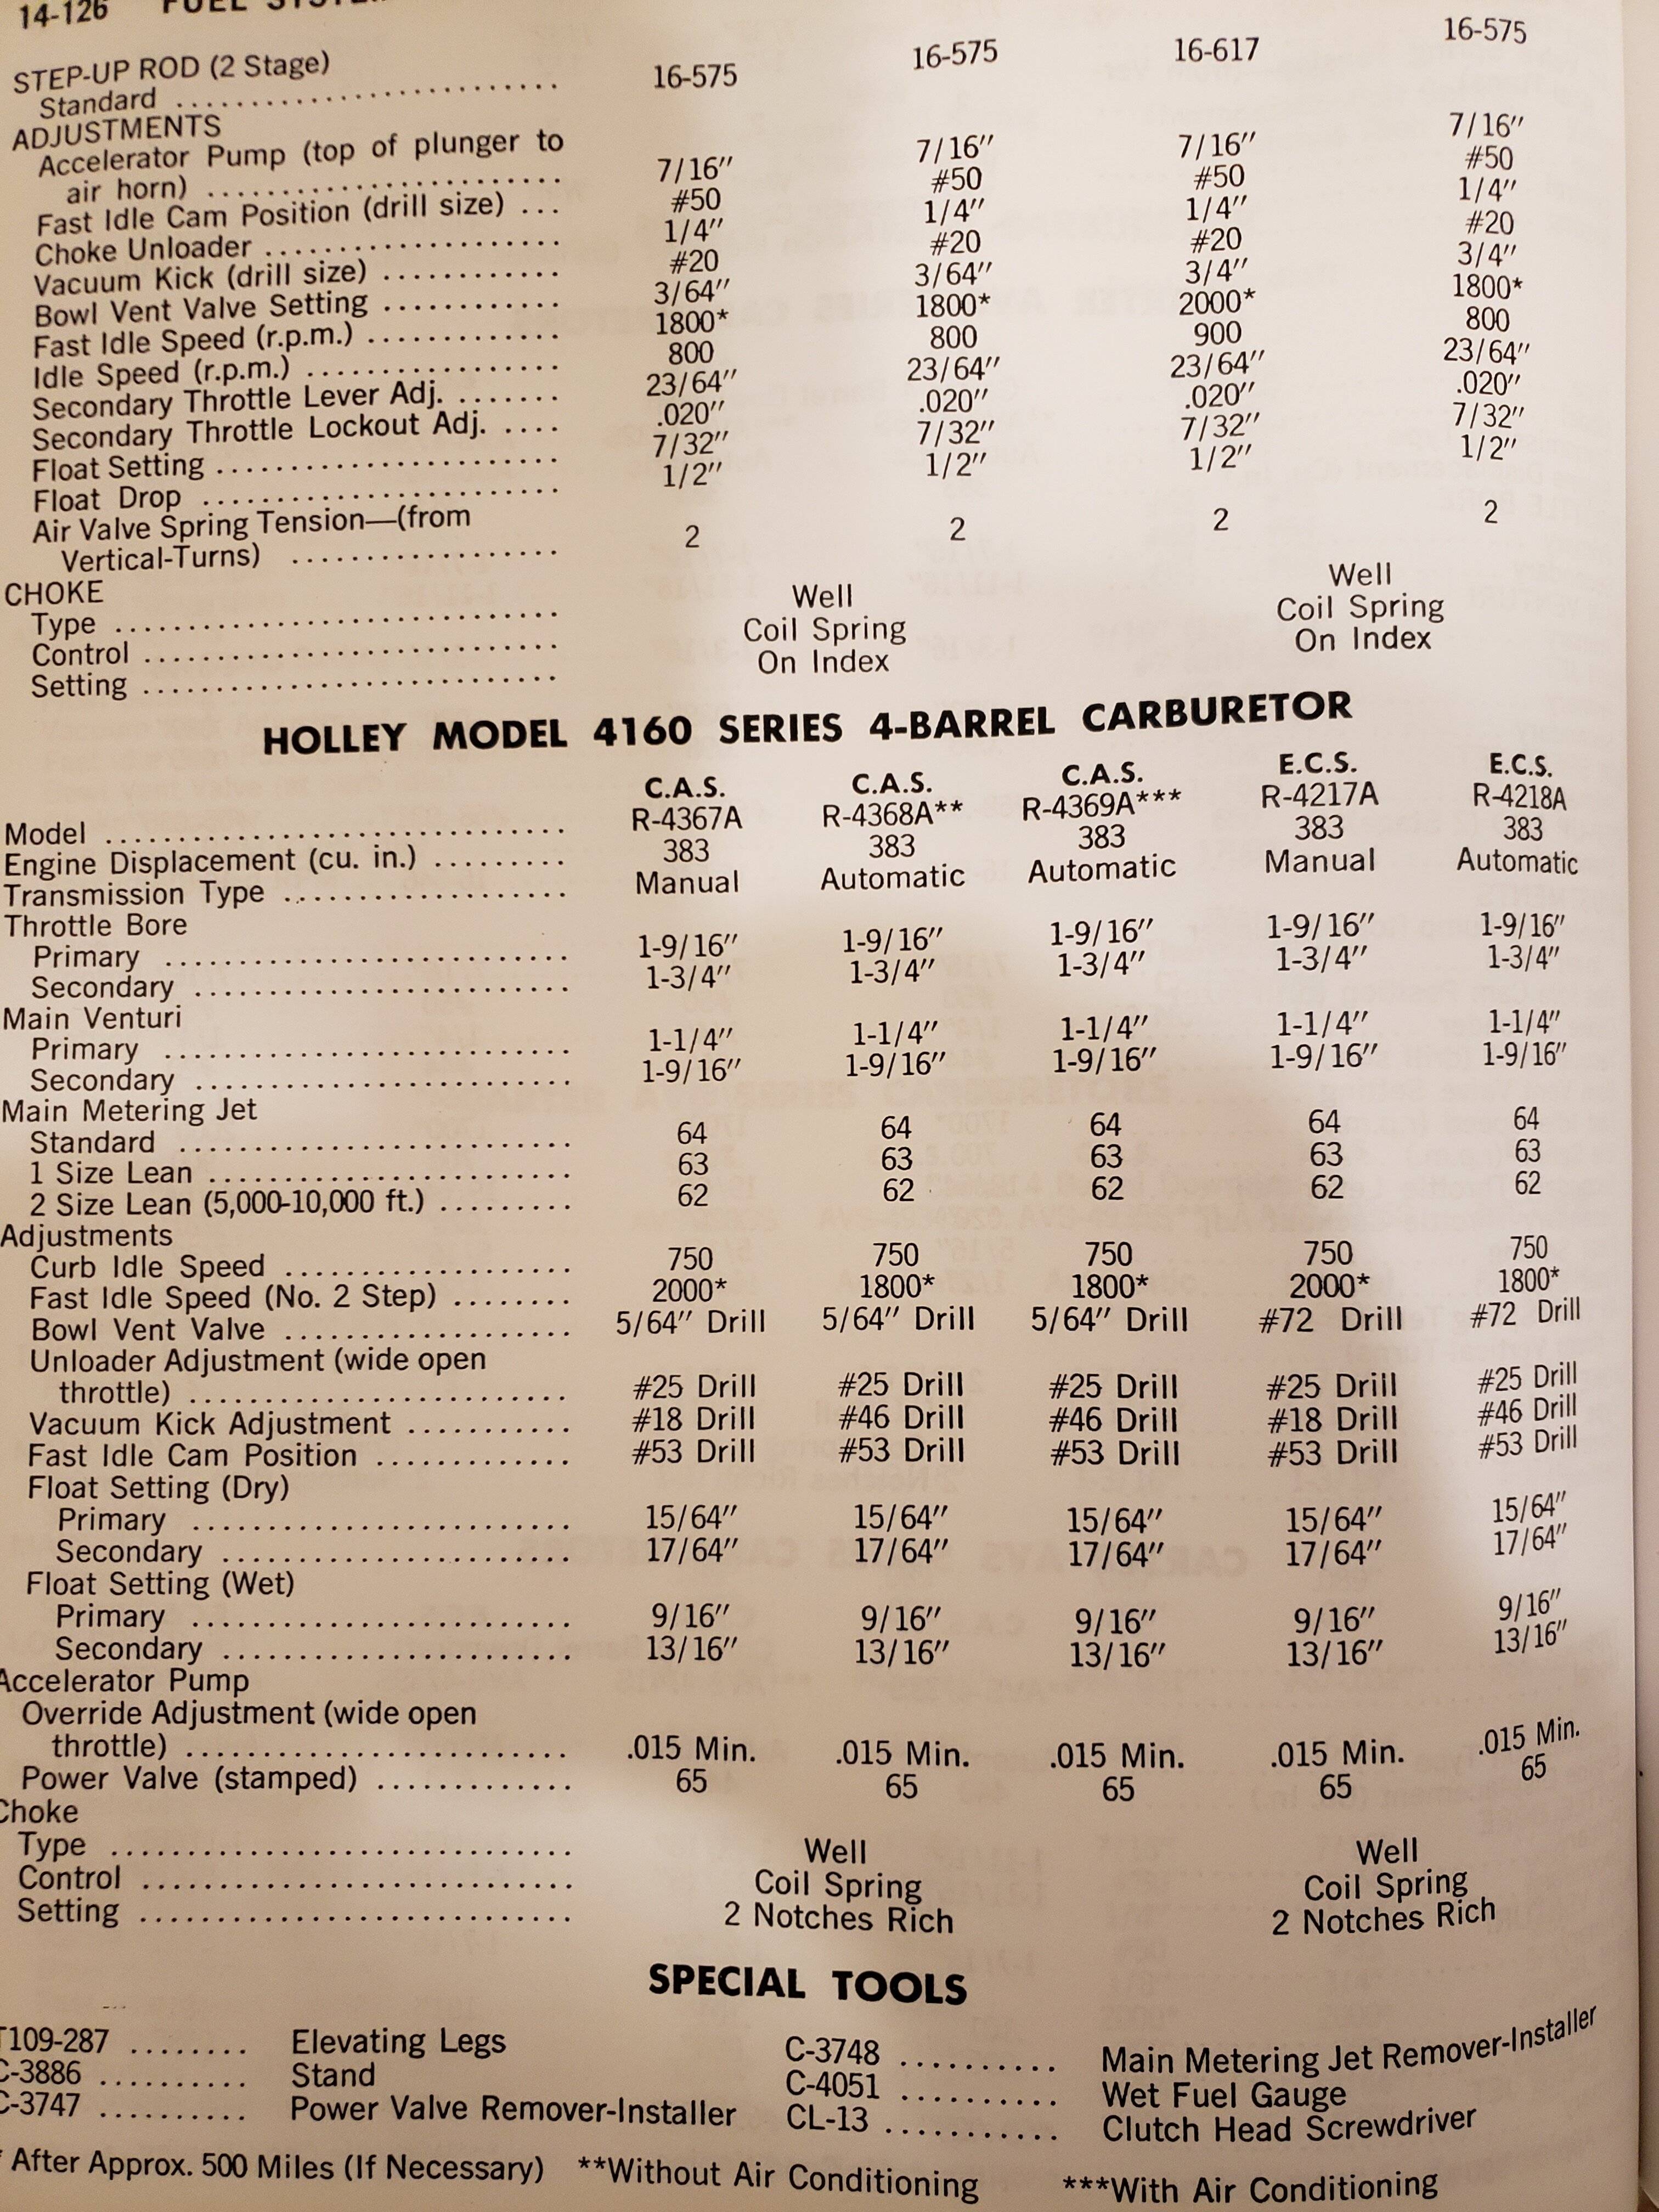 14-126 FUEL SYSTEM
STEP-UP ROD (2 Stage)
Standard .......................... 16-575 16-575 16-617 16-575
ADJUSTMENTS
Accelerator Pump (top of plunger to
air horn) ........................ 7/16″ 7/16″ 7/16″ 7/16″
Fast Idle Cam Position (drill size) ... #50 #50 #50 #50
Choke Unloader .................... 1/4″ 1/4″ 1/4″ 1/4″
Vacuum Kick (drill size) ............ #20 #20 #20 #20
Bowl Vent Valve Setting ............ 3/64″ 3/64″ 3/4″ 3/4″
Fast Idle Speed (r.p.m.) ............. 1800* 1800* 2000* 1800*
Idle Speed (r.p.m.) ................. 800 800 900 800
Secondary Throttle Lever Adj. ....... 23/64″ 23/64″ 23/64″ 23/64″
Secondary Throttle Lockout Adj. .... .020″ .020″ .020″ .020″
Float Setting ....................... 7/32″ 7/32″ 7/32″ 7/32″
Float Drop ........................ 1/2″ 1/2″ 1/2″ 1/2″
Air Valve Spring Tension—(from
Vertical-Turns) .................. 2 2 2 2
CHOKE
Type .............................. Well Well
Control ............................ Coil Spring Coil Spring
Setting ............................ On Index On Index
HOLLEY MODEL 4160 SERIES 4-BARREL CARBURETOR
C.A.S. C.A.S. C.A.S. E.C.S. E.C.S.
Model ............................... R-4367A R-4368A** R-4369A*** R-4217A R-4218A
Engine Displacement (cu. in.) ......... 383 383 383 383 383
Transmission Type ................... Manual Automatic Automatic Manual Automatic
Throttle Bore
Primary ............................ 1-9/16″ 1-9/16″ 1-9/16″ 1-9/16″ 1-9/16″
Secondary .......................... 1-3/4″ 1-3/4″ 1-3/4″ 1-3/4″ 1-3/4″
Main Venturi
Primary ............................ 1-1/4″ 1-1/4″ 1-1/4″ 1-1/4″ 1-1/4″
Secondary .......................... 1-9/16″ 1-9/16″ 1-9/16″ 1-9/16″ 1-9/16″
Main Metering Jet
Standard ........................... 64 64 64 64 64
1 Size Lean ......................... 63 63 63 63 63
2 Size Lean (5,000-10,000 ft.) ......... 62 62 62 62 62
Adjustments
Curb Idle Speed .................... 750 750 750 750 750
Fast Idle Speed (No. 2 Step) ........ 2000* 1800* 1800* 2000* 1800*
Bowl Vent Valve .................... 5/64″ Drill 5/64″ Drill 5/64″ Drill #72 Drill #72 Drill
Unloader Adjustment (wide open
throttle) .......................... #25 Drill #25 Drill #25 Drill #25 Drill #25 Drill
Vacuum Kick Adjustment ........... #18 Drill #46 Drill #46 Drill #18 Drill #46 Drill
Fast Idle Cam Position ............. #53 Drill #53 Drill #53 Drill #53 Drill #53 Drill
Float Setting (Dry)
Primary .......................... 15/64″ 15/64″ 15/64″ 15/64″ 15/64″
Secondary ........................ 17/64″ 17/64″ 17/64″ 17/64″ 17/64″
Float Setting (Wet)
Primary .......................... 9/16″ 9/16″ 9/16″ 9/16″ 9/16″
Secondary ........................ 13/16″ 13/16″ 13/16″ 13/16″ 13/16″
Accelerator Pump
Override Adjustment (wide open
throttle) .......................... .015 Min. .015 Min. .015 Min. .015 Min. .015 Min.
Power Valve (stamped) ............. 65 65 65 65 65
Choke
Type ............................... Well Well
Control ............................. Coil Spring Coil Spring
Setting ............................. 2 Notches Rich 2 Notches Rich
SPECIAL TOOLS
T109-287 ........ Elevating Legs C-3748 .......... Main Metering Jet Remover-Installer
C-3886 .......... Stand C-4051 .......... Wet Fuel Gauge
C-3747 .......... Power Valve Remover-Installer CL-13 ........... Clutch Head Screwdriver
* After Approx. 500 Miles (If Necessary) **Without Air Conditioning ***With Air Conditioning